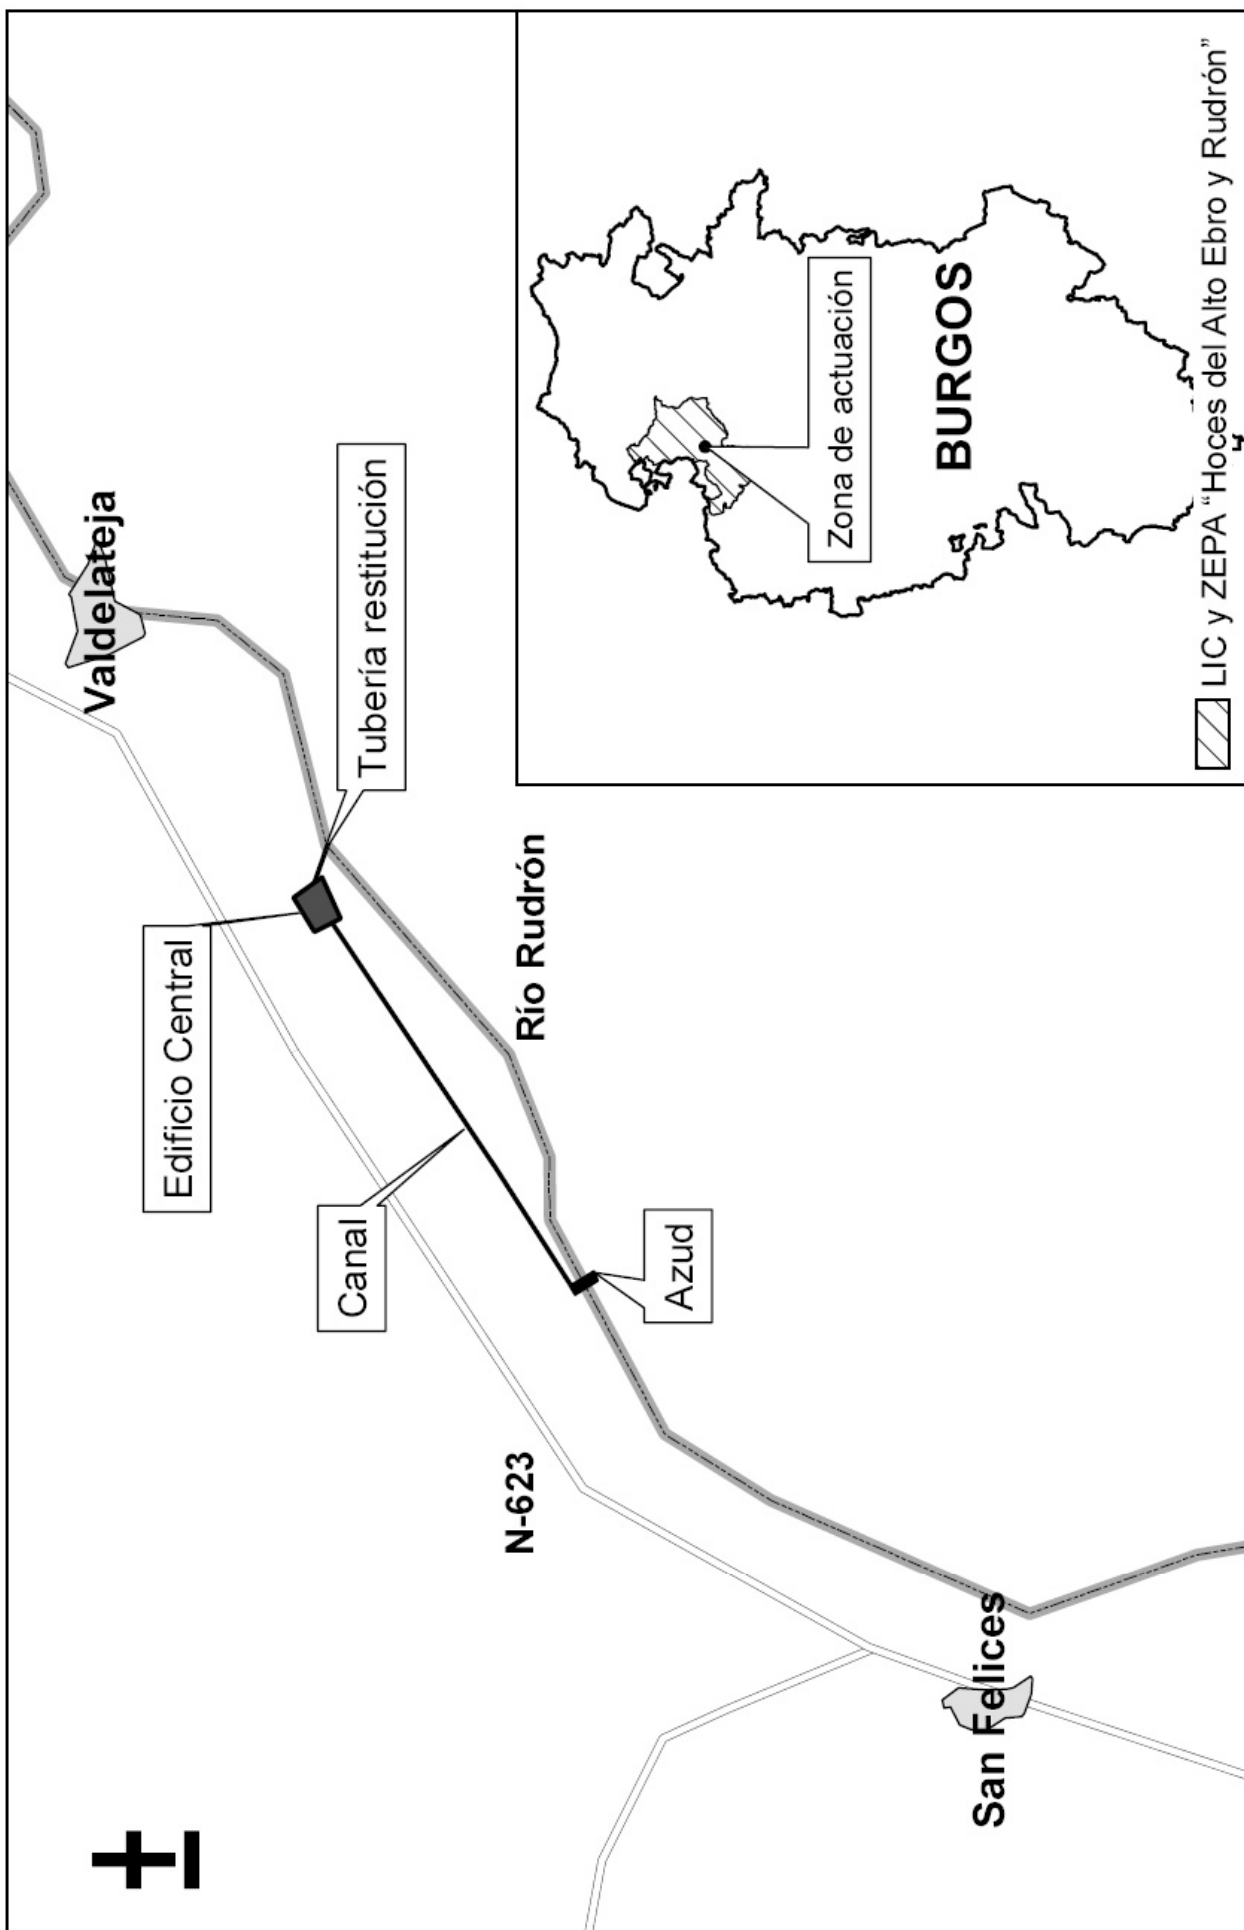 Valdelateja
Tubería restitución
Edificio Central
Río Rudrón
Canal
Azud
N-623
San Felices
Zona de actuación
BURGOS
LIC y ZEPA “Hoces del Alto Ebro y Rudrón”